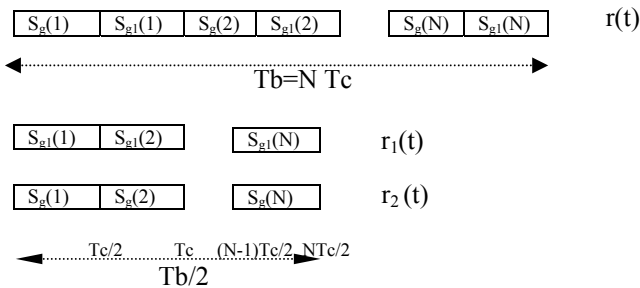 S_g(1) S_g1(1) S_g(2) S_g1(2) S_g(N) S_g1(N) r(t)
Tb=N Tc
S_g1(1) S_g1(2) S_g1(N) r_1(t)
S_g(1) S_g(2) S_g(N) r_2 (t)
Tc/2 Tc (N-1)Tc/2 NTc/2
Tb/2